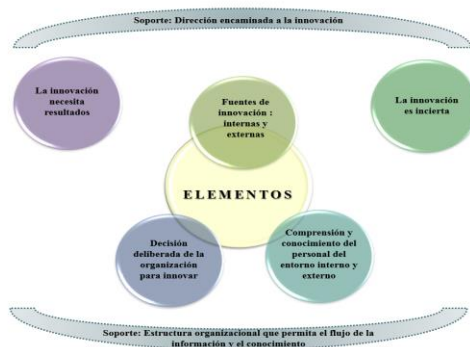 Soporte: Dirección encaminada a la innovación
La innovación
necesita
resultados
Fuentes de
innovación :
internas y
externas
La innovación
es incierta
ELEMENTOS
Decisión
deliberada de la
organización
para innovar
Comprensión y
conocimiento del
personal del
entorno interno y
externo
Soporte: Estructura organizacional que permita el flujo de la
información y el conocimiento